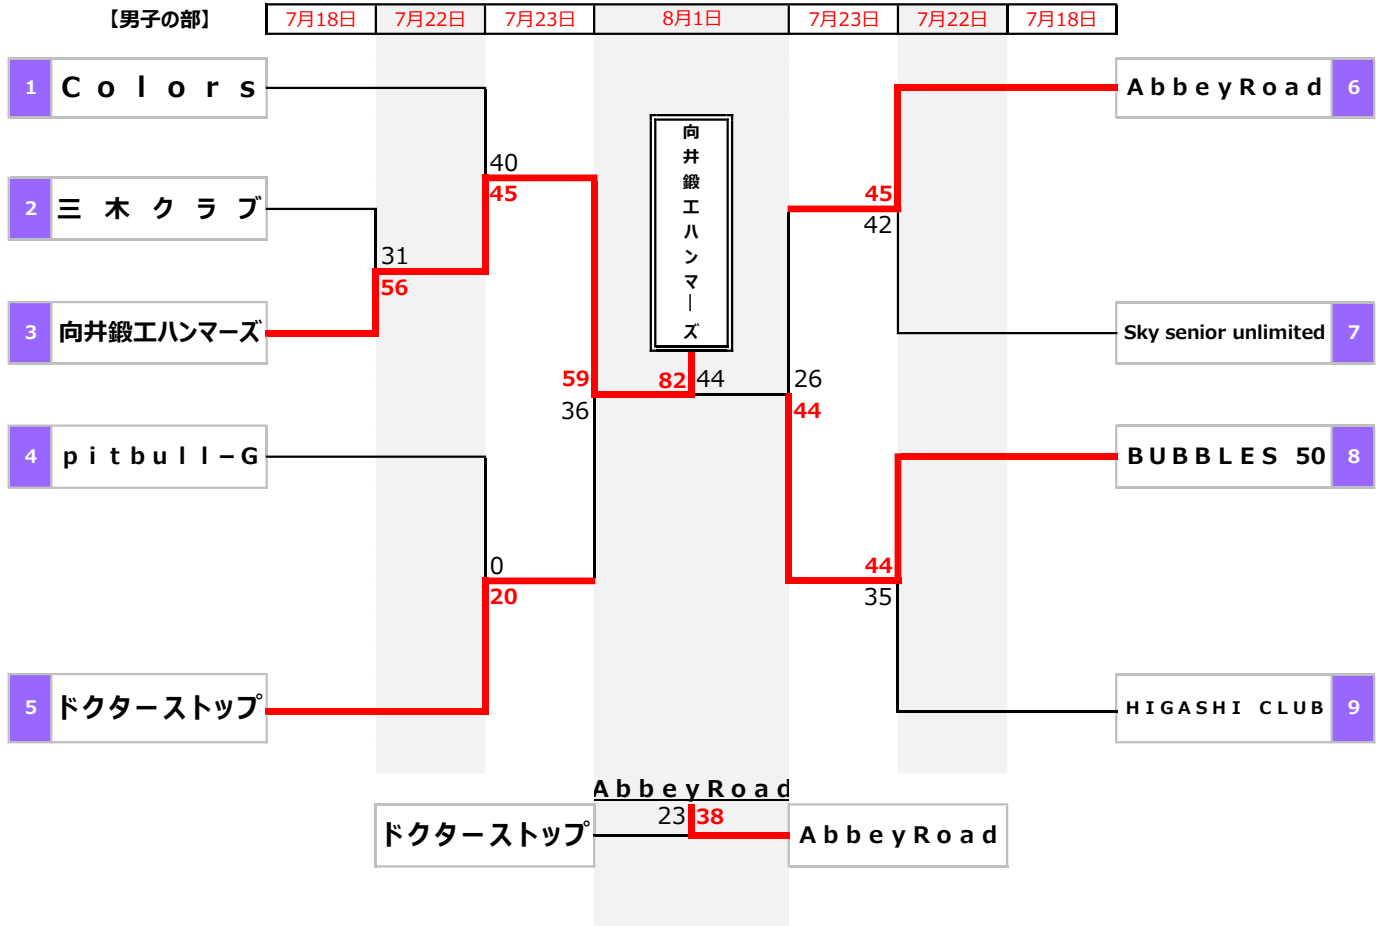 【男子の部】 7月18日 7月22日 7月23日 8月1日 7月23日 7月22日 7月18日
1 Ｃｏｌｏｒｓ
ＡｂｂｅｙＲｏａｄ 6
向井鍛工ハンマーズ
40
45
45
42
2 三木クラブ
31
56
3 向井鍛工ハンマーズ
Sky senior unlimited 7
59
36
82 44
26
44
4 ｐｉｔｂｕｌｌ－Ｇ
ＢＵＢＢＬＥＳ 50 8
0
20
44
35
5 ドクターストップ
ＨＩＧＡＳＨＩ ＣＬＵＢ 9
ＡｂｂｅｙＲｏａｄ
23 38
ドクターストップ
ＡｂｂｅｙＲｏａｄ